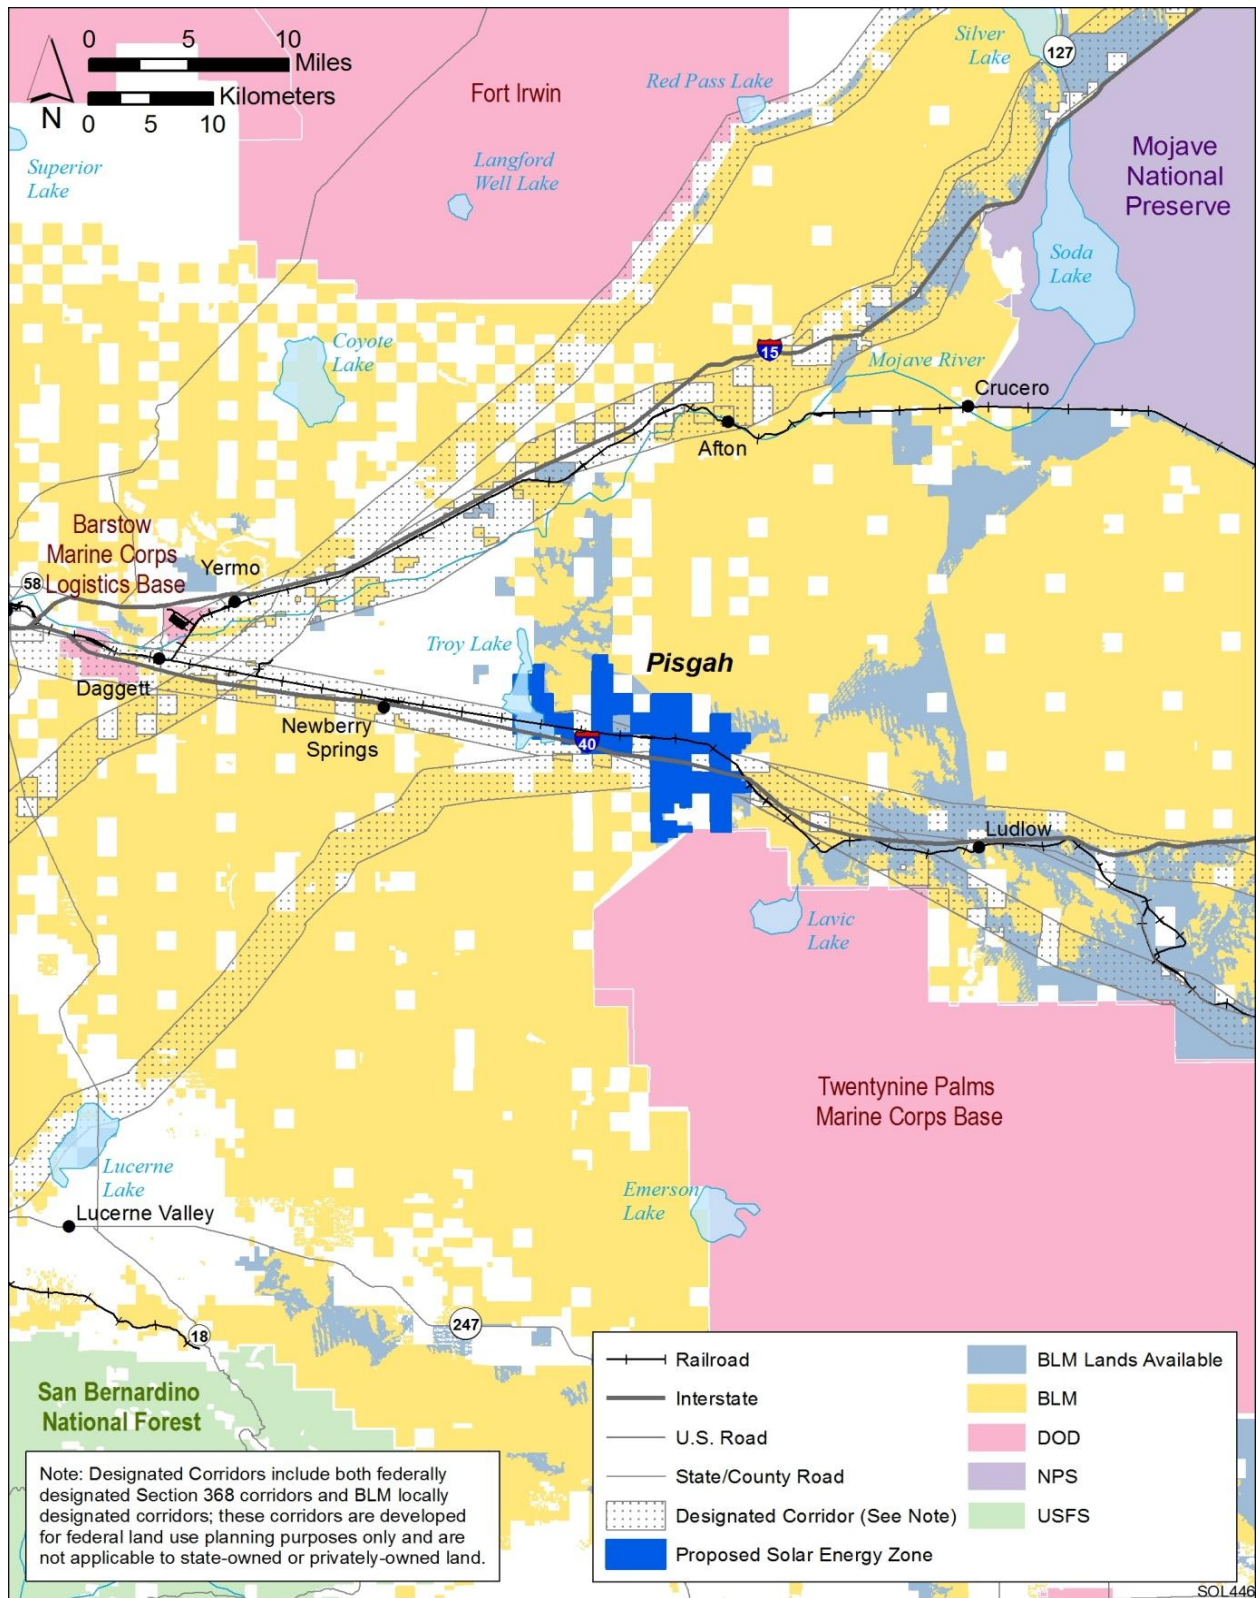 0 5 10
Miles
Kilometers
0 5 10
N
Fort Irwin
Red Pass Lake
Silver
Lake
127
Superior
Lake
Langford
Well Lake
Mojave
National
Preserve
Soda
Lake
Coyote
Lake
15
Mojave River
Crucero
Afton
Barstow
Marine Corps
Logistics Base
58
Yermo
Daggett
Troy Lake
Pisgah
Newberry
Springs
40
Ludlow
Lavic
Lake
Twentynine Palms
Marine Corps Base
Lucerne
Lake
Emerson
Lake
Lucerne Valley
247
18
San Bernardino
National Forest
Note: Designated Corridors include both federally
designated Section 368 corridors and BLM locally
designated corridors; these corridors are developed
for federal land use planning purposes only and are
not applicable to state-owned or privately-owned land.
Railroad
Interstate
U.S. Road
State/County Road
Designated Corridor (See Note)
Proposed Solar Energy Zone
BLM Lands Available
BLM
DOD
NPS
USFS
SOL446